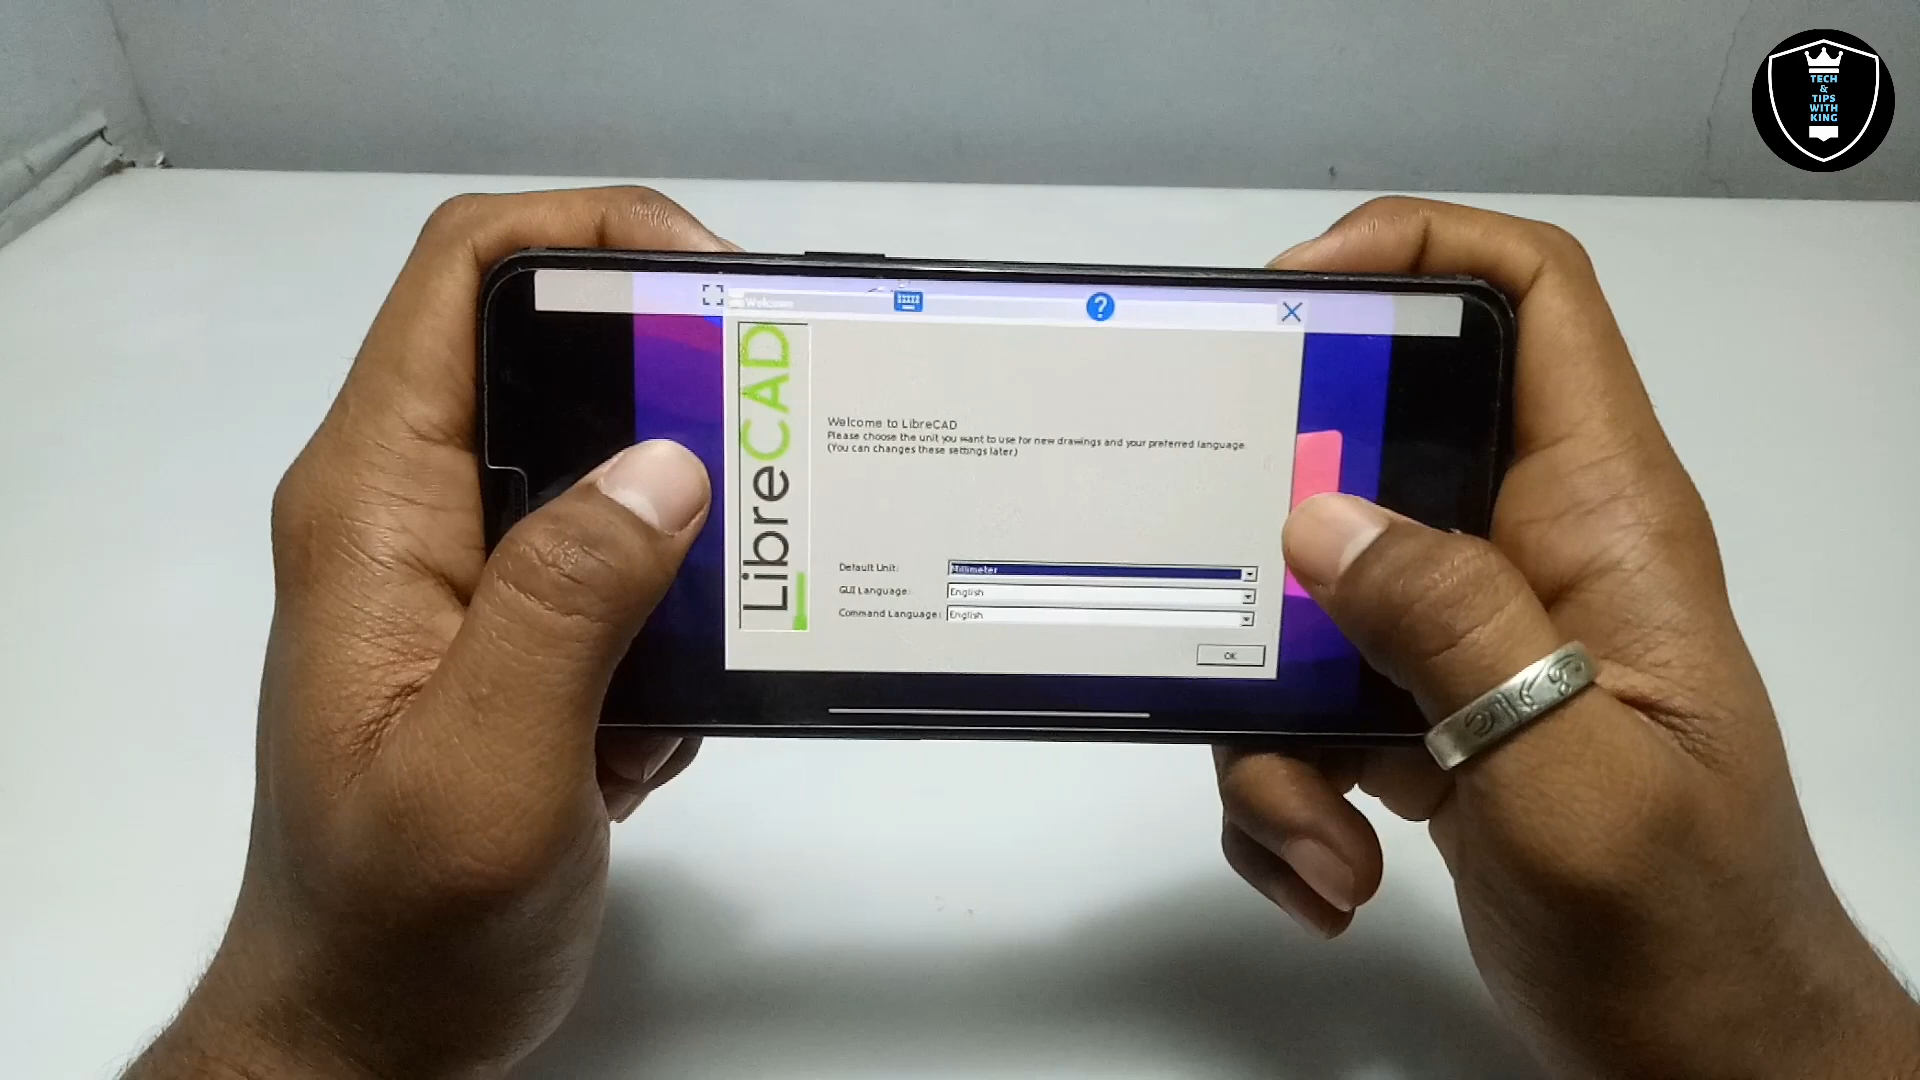 TECH
&
TIPS
WITH
KING
Welcome
LibreCAD
Welcome to LibreCAD
Please choose the unit you want to use for new drawings and your preferred language.
(You can changes these settings later)
Default Unit: Millimeter
GUI Language: English
Command Language: English
OK